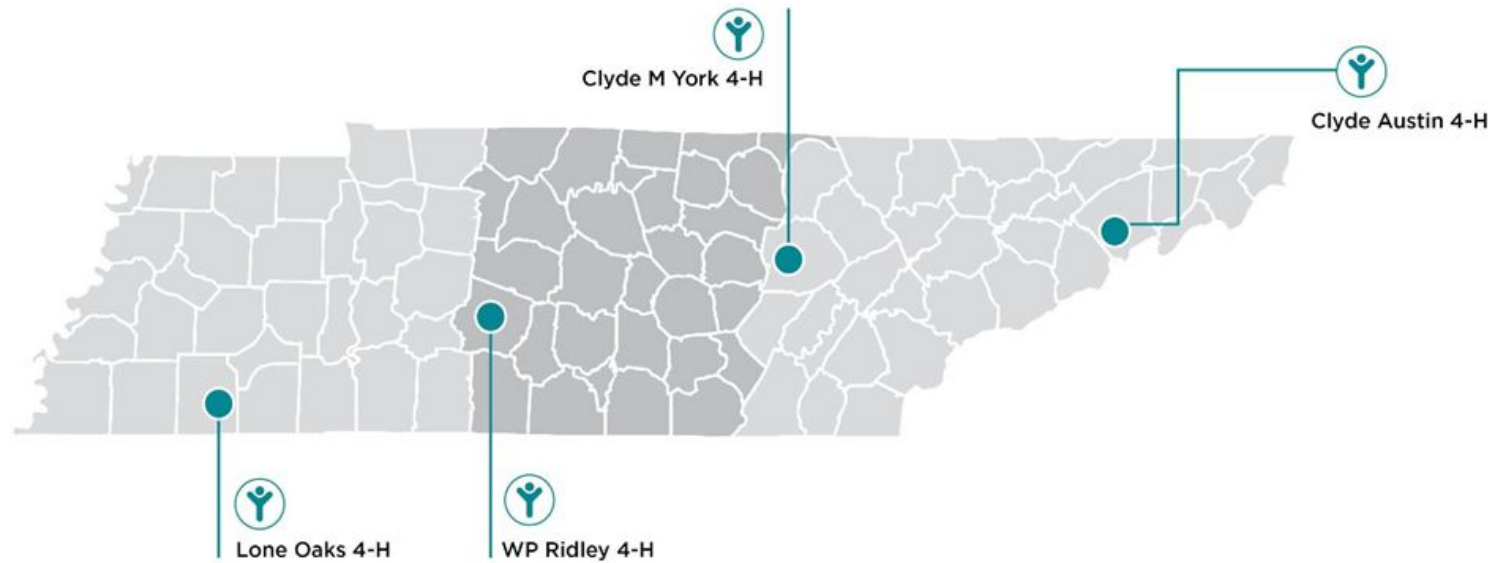 Clyde M York 4-H
Clyde Austin 4-H
Lone Oaks 4-H
WP Ridley 4-H